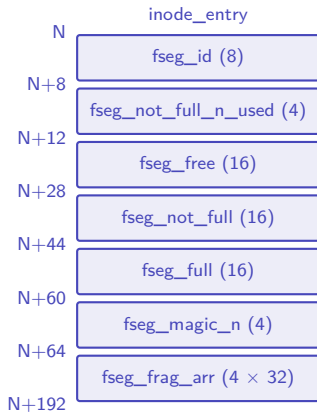 inode_entry
N
fseg_id (8)
N+8
fseg_not_full_n_used (4)
N+12
fseg_free (16)
N+28
fseg_not_full (16)
N+44
fseg_full (16)
N+60
fseg_magic_n (4)
N+64
fseg_frag_arr (4 × 32)
N+192